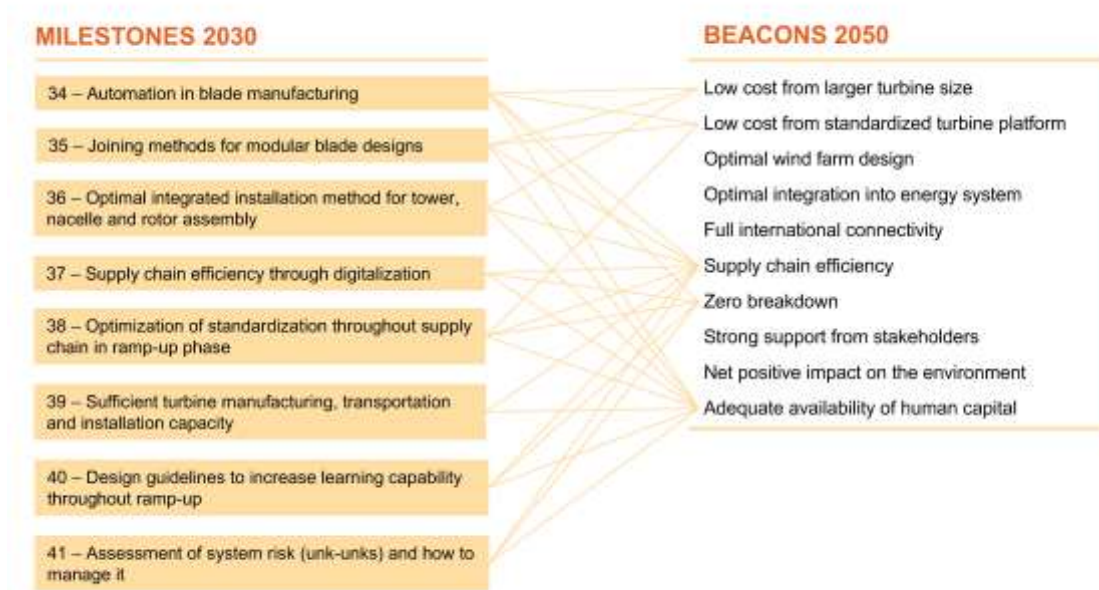 MILESTONES 2030
34 – Automation in blade manufacturing
35 – Joining methods for modular blade designs
36 – Optimal integrated installation method for tower,
nacelle and rotor assembly
37 – Supply chain efficiency through digitalization
38 – Optimization of standardization throughout supply
chain in ramp-up phase
39 – Sufficient turbine manufacturing, transportation
and installation capacity
40 – Design guidelines to increase learning capability
throughout ramp-up
41 – Assessment of system risk (unk-unks) and how to
manage it
BEACONS 2050
Low cost from larger turbine size
Low cost from standardized turbine platform
Optimal wind farm design
Optimal integration into energy system
Full international connectivity
Supply chain efficiency
Zero breakdown
Strong support from stakeholders
Net positive impact on the environment
Adequate availability of human capital